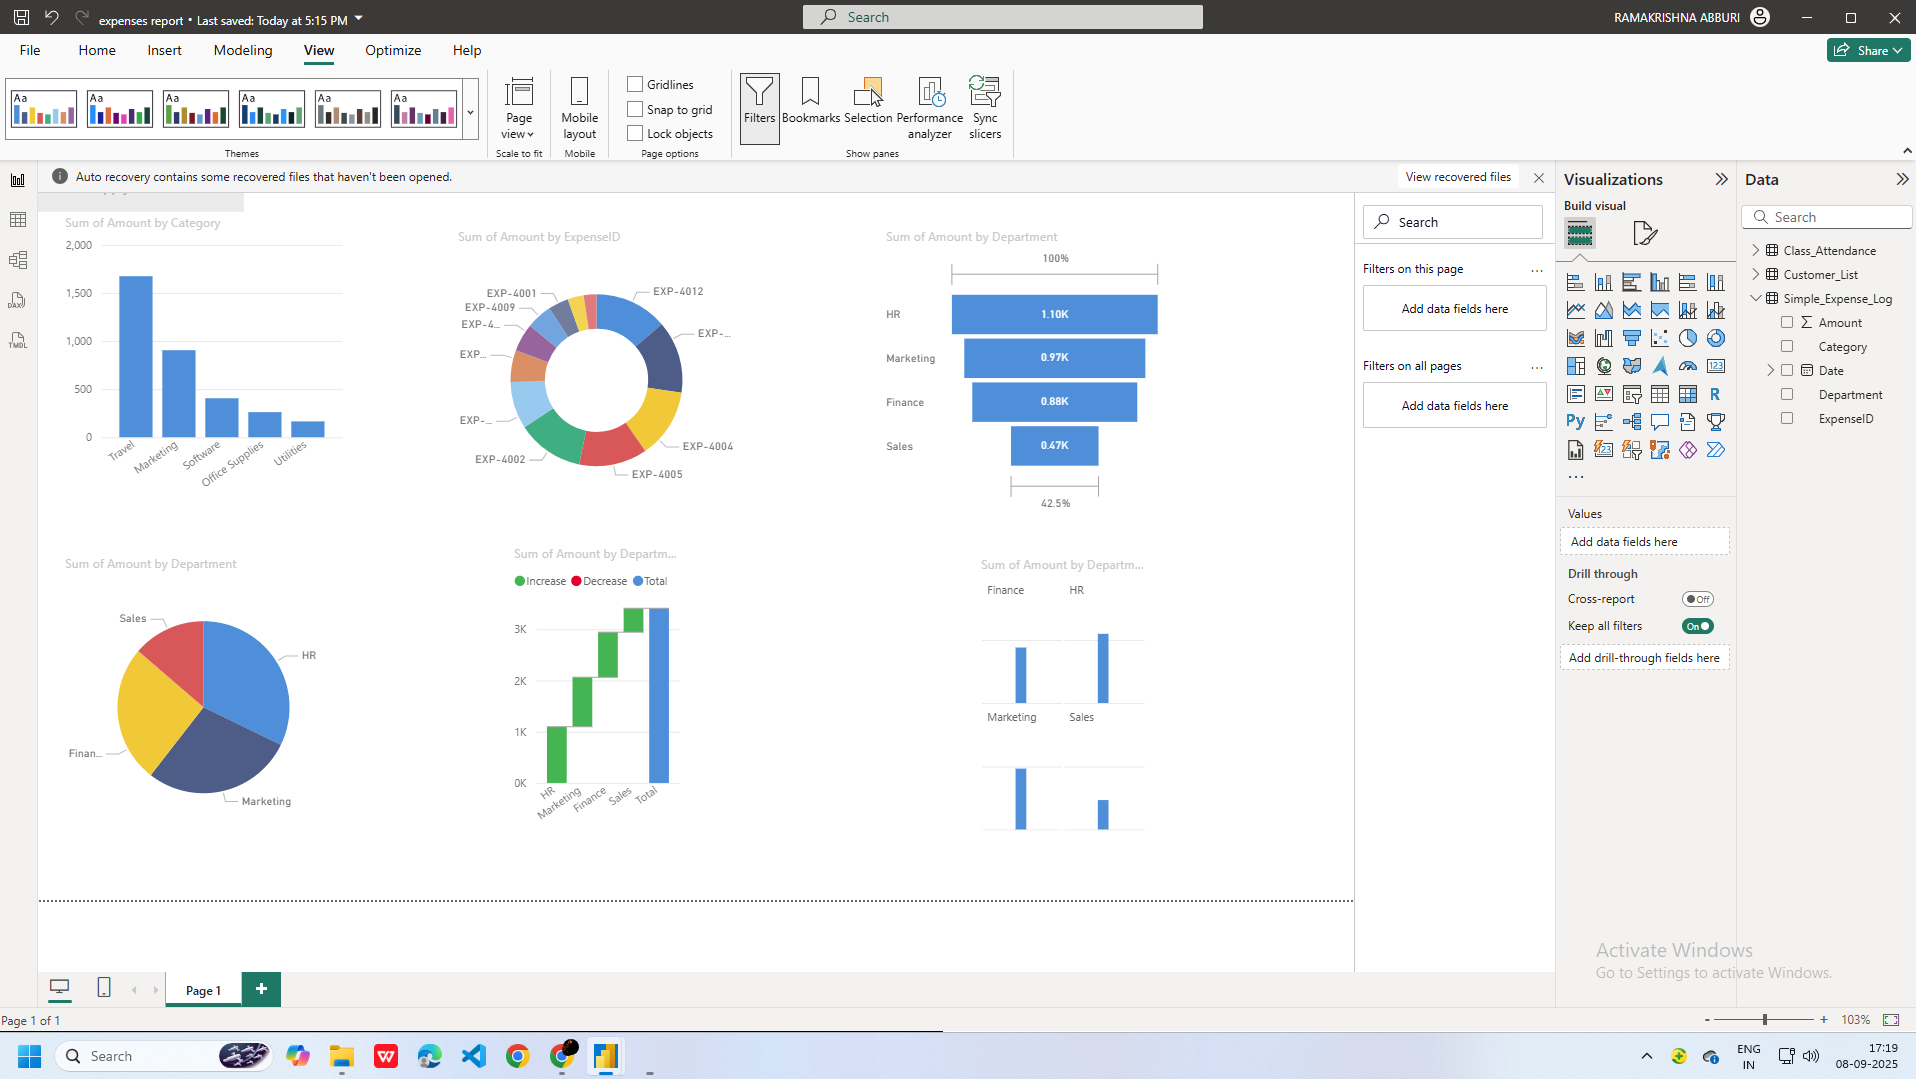 expenses report • Last saved: Today at 5:15 PM
Search
RAMAKRISHNA ABBURI
File
Home
Insert
Modeling
View
Optimize
Help
Share
Aa
Aa
Aa
Aa
Aa
Aa
Themes
Page view
Scale to fit
Mobile layout
Mobile
Gridlines
Snap to grid
Lock objects
Page options
Filters
Bookmarks
Selection
Performance analyzer
Sync slicers
Show panes
Auto recovery contains some recovered files that haven't been opened.
View recovered files
Sum of Amount by Category
2,000
1,500
1,000
500
0
Travel
Marketing
Software
Office Supplies
Utilities
Sum of Amount by ExpenseID
EXP-4012
EXP-...
EXP-4004
EXP-4005
EXP-4002
EXP-...
EXP...
EXP-4...
EXP-4009
EXP-4001
Sum of Amount by Department
100%
HR
1.10K
Marketing
0.97K
Finance
0.88K
Sales
0.47K
42.5%
Sum of Amount by Department
Sales
HR
Finan...
Marketing
Sum of Amount by Departm...
Increase
Decrease
Total
3K
2K
1K
0K
HR
Marketing
Finance
Sales
Total
Sum of Amount by Departm...
Finance
HR
Marketing
Sales
Search
Filters on this page
...
Add data fields here
Filters on all pages
...
Add data fields here
Visualizations
Build visual
123
R
Py
123
...
Values
Add data fields here
Drill through
Cross-report
Off
Keep all filters
On
Add drill-through fields here
Data
Search
Class_Attendance
Customer_List
Simple_Expense_Log
∑ Amount
Category
Date
Department
ExpenseID
DAX
TMDL
Activate Windows
Go to Settings to activate Windows.
Page 1
+
Page 1 of 1
-
+
103%
Search
W
ENG
IN
17:19
08-09-2025